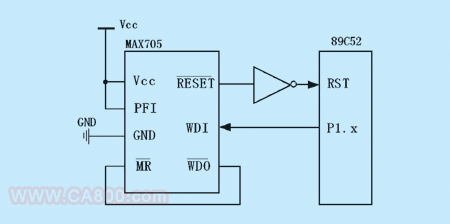 Vcc
MAX705
89C52
Vcc
RESET
RST
PFI
GND
GND
WDI
P1.x
MR
WDO
www.CA800.com